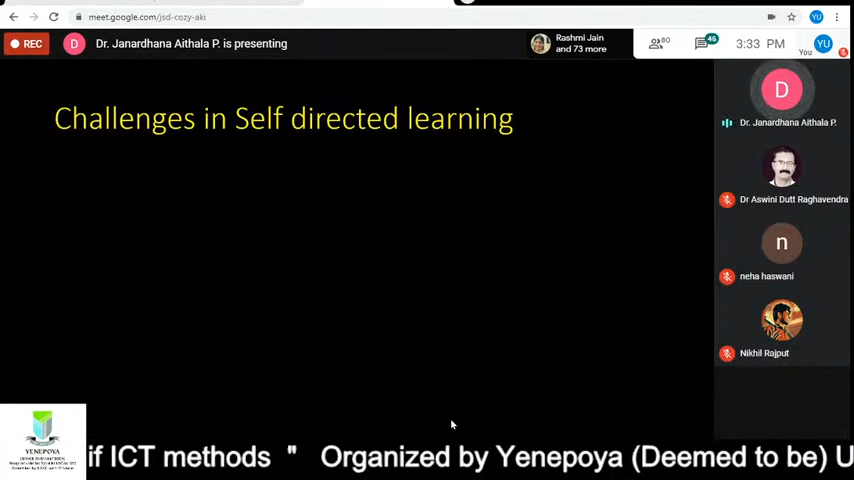 meet.google.com/jsd-cozy-aki
YU
REC
D
Dr. Janardhana Aithala P. is presenting
Rashmi Jain
and 73 more
80
45
3:33 PM
You
YU
Challenges in Self directed learning
D
Dr. Janardhana Aithala P.
Dr Aswini Dutt Raghavendra
n
neha haswani
Nikhil Rajput
YENEPOYA
if ICT methods " Organized by Yenepoya (Deemed to be) U